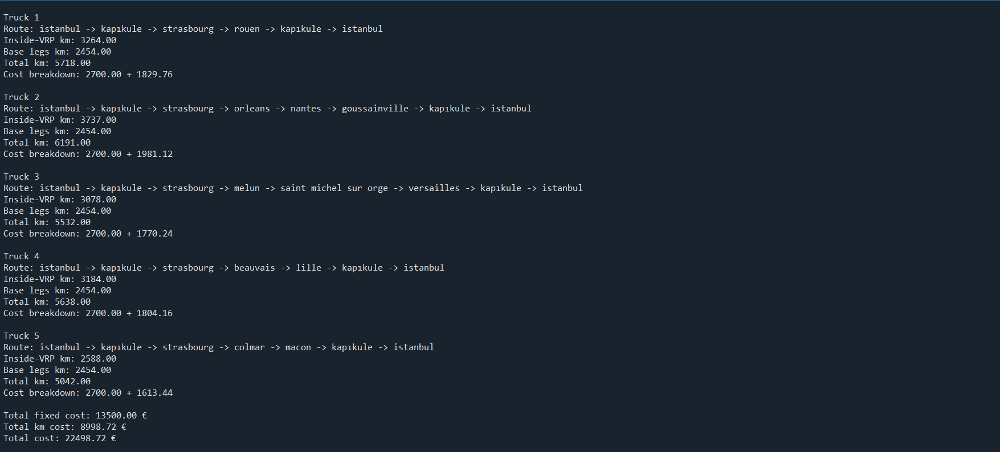 Truck 1
Route: istanbul -> kapıkule -> strasbourg -> rouen -> kapıkule -> istanbul
Inside-VRP km: 3264.00
Base legs km: 2454.00
Total km: 5718.00
Cost breakdown: 2700.00 + 1829.76
Truck 2
Route: istanbul -> kapıkule -> strasbourg -> orleans -> nantes -> goussainville -> kapıkule -> istanbul
Inside-VRP km: 3737.00
Base legs km: 2454.00
Total km: 6191.00
Cost breakdown: 2700.00 + 1981.12
Truck 3
Route: istanbul -> kapıkule -> strasbourg -> melun -> saint michel sur orge -> versailles -> kapıkule -> istanbul
Inside-VRP km: 3078.00
Base legs km: 2454.00
Total km: 5532.00
Cost breakdown: 2700.00 + 1770.24
Truck 4
Route: istanbul -> kapıkule -> strasbourg -> beauvais -> lille -> kapıkule -> istanbul
Inside-VRP km: 3184.00
Base legs km: 2454.00
Total km: 5638.00
Cost breakdown: 2700.00 + 1804.16
Truck 5
Route: istanbul -> kapıkule -> strasbourg -> colmar -> macon -> kapıkule -> istanbul
Inside-VRP km: 2588.00
Base legs km: 2454.00
Total km: 5042.00
Cost breakdown: 2700.00 + 1613.44
Total fixed cost: 13500.00 €
Total km cost: 8998.72 €
Total cost: 22498.72 €